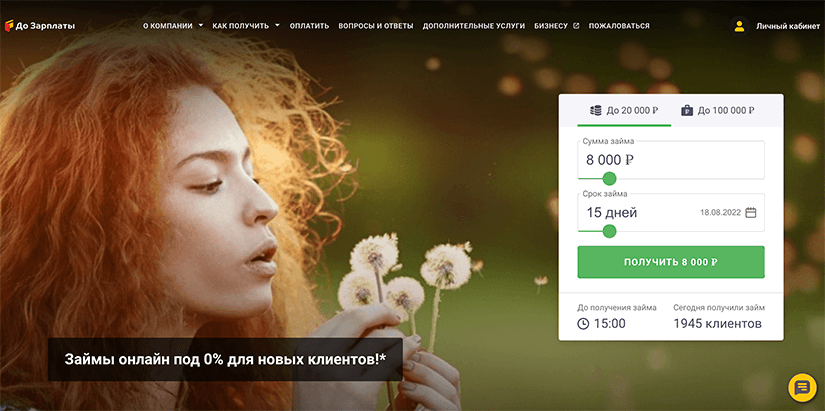 До Зарплаты
О КОМПАНИИ КАК ПОЛУЧИТЬ ОПЛАТИТЬ ВОПРОСЫ И ОТВЕТЫ ДОПОЛНИТЕЛЬНЫЕ УСЛУГИ БИЗНЕСУ ПОЖАЛОВАТЬСЯ
Личный кабинет
До 20 000 ₽ До 100 000 ₽
Сумма займа
8 000 ₽
Срок займа
15 дней 18.08.2022
ПОЛУЧИТЬ 8 000 ₽
До получения займа Сегодня получили займ
15:00 1945 клиентов
Займы онлайн под 0% для новых клиентов!*